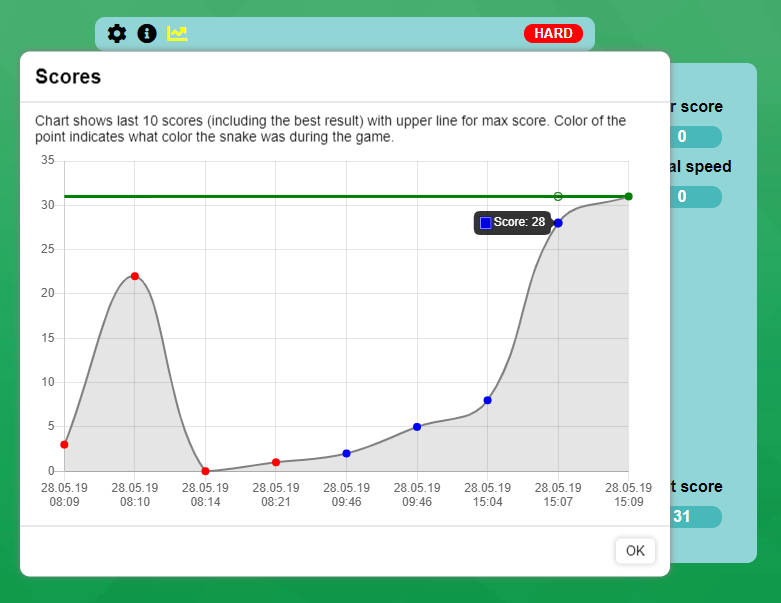 HARD
Scores
Chart shows last 10 scores (including the best result) with upper line for max score. Color of the
point indicates what color the snake was during the game.
r score
0
al speed
0
35
30
25
20
15
10
5
0
Score: 28
28.05.19 28.05.19 28.05.19 28.05.19 28.05.19 28.05.19 28.05.19 28.05.19 28.05.19
08:09 08:10 08:14 08:21 09:46 09:46 15:04 15:07 15:09
t score
31
OK